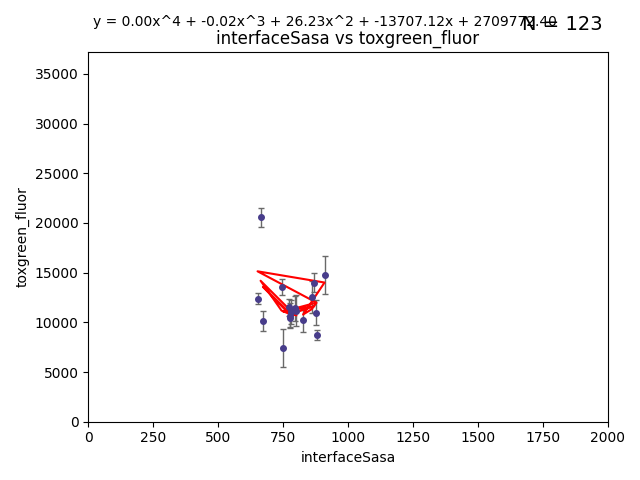 y = 0.00x^4 + -0.02x^3 + 26.23x^2 + -13707.12x + 2709772.40
N = 123
interfaceSasa vs toxgreen_fluor
35000
30000
25000
20000
15000
10000
5000
0
toxgreen_fluor
0 250 500 750 1000 1250 1500 1750 2000
interfaceSasa